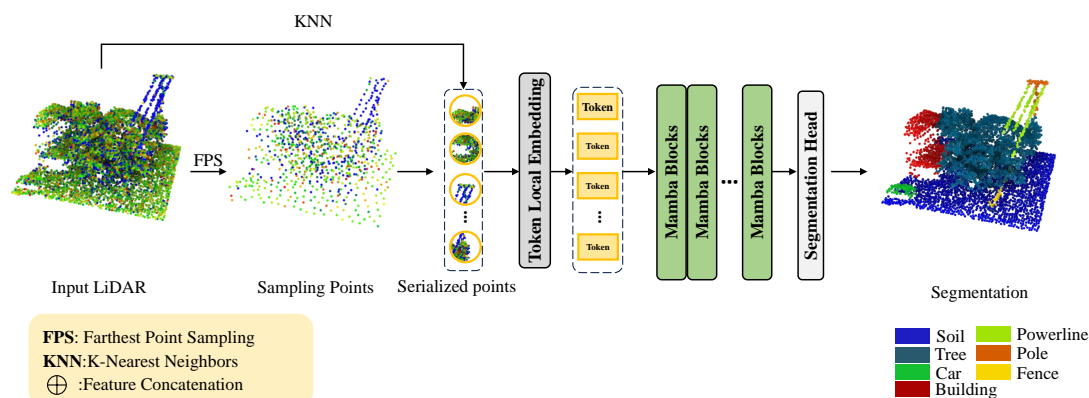 KNN
FPS
Token Local Embedding
Token
Token
Token
Token
Mamba Blocks
Mamba Blocks
...
Mamba Blocks
Segmentation Head
Input LiDAR
Sampling Points
Serialized points
Segmentation
FPS: Farthest Point Sampling
KNN:K-Nearest Neighbors
⊕ :Feature Concatenation
Soil
Tree
Car
Building
Powerline
Pole
Fence